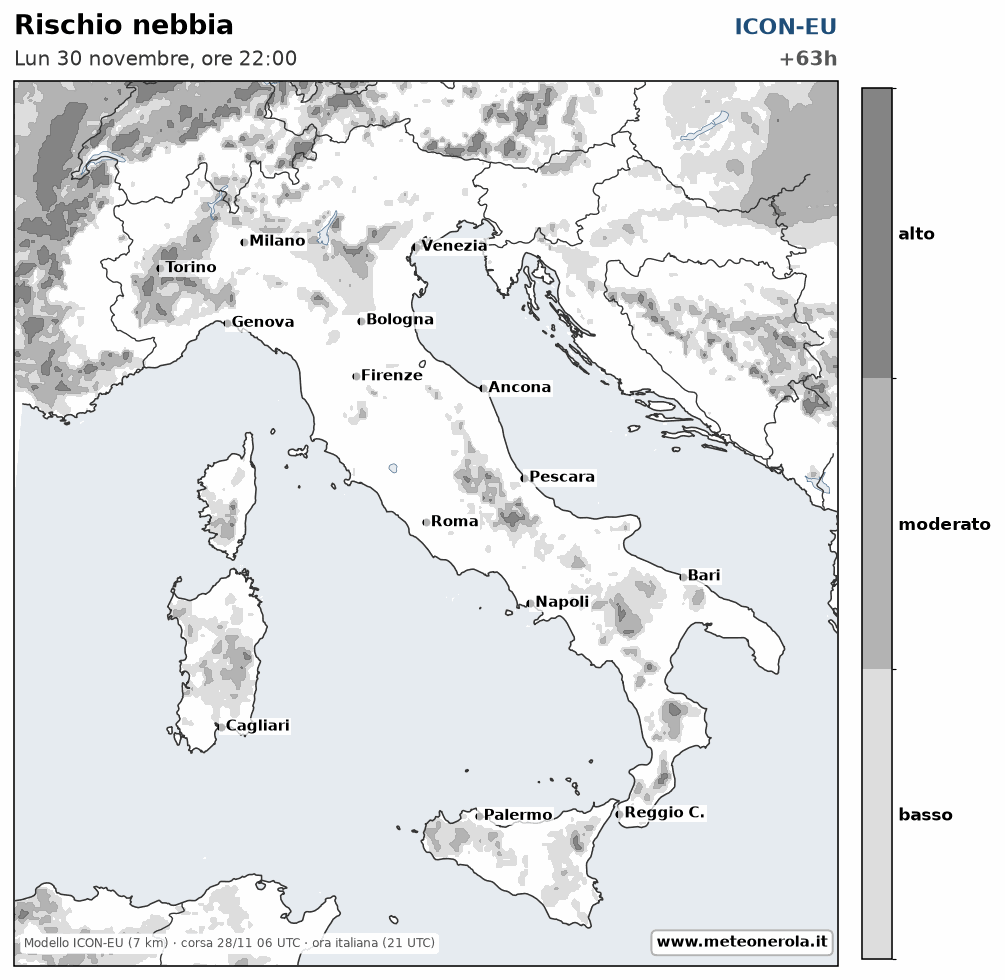 Rischio nebbia
ICON-EU
Lun 30 novembre, ore 22:00
+63h
alto
moderato
basso
Milano
Venezia
Torino
Genova
Bologna
Firenze
Ancona
Pescara
Roma
Bari
Napoli
Cagliari
Palermo
Reggio C.
Modello ICON-EU (7 km) · corsa 28/11 06 UTC · ora italiana (21 UTC)
www.meteonerola.it